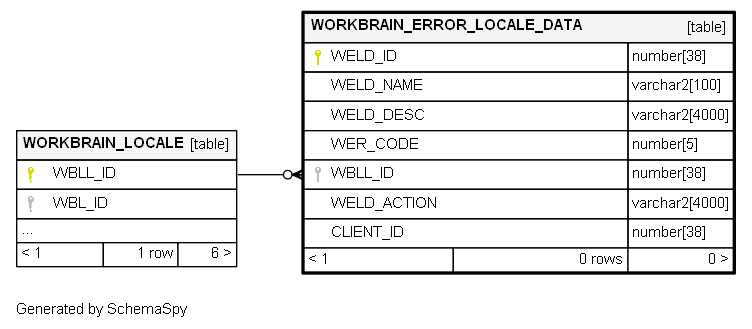 WORKBRAIN_ERROR_LOCALE_DATA [table]
WELD_ID number[38]
WELD_NAME varchar2[100]
WELD_DESC varchar2[4000]
WER_CODE number[5]
WBLL_ID number[38]
WELD_ACTION varchar2[4000]
CLIENT_ID number[38]
< 1 0 rows 0 >
WORKBRAIN_LOCALE [table]
WBLL_ID
WBL_ID
...
< 1 1 row 6 >
Generated by SchemaSpy